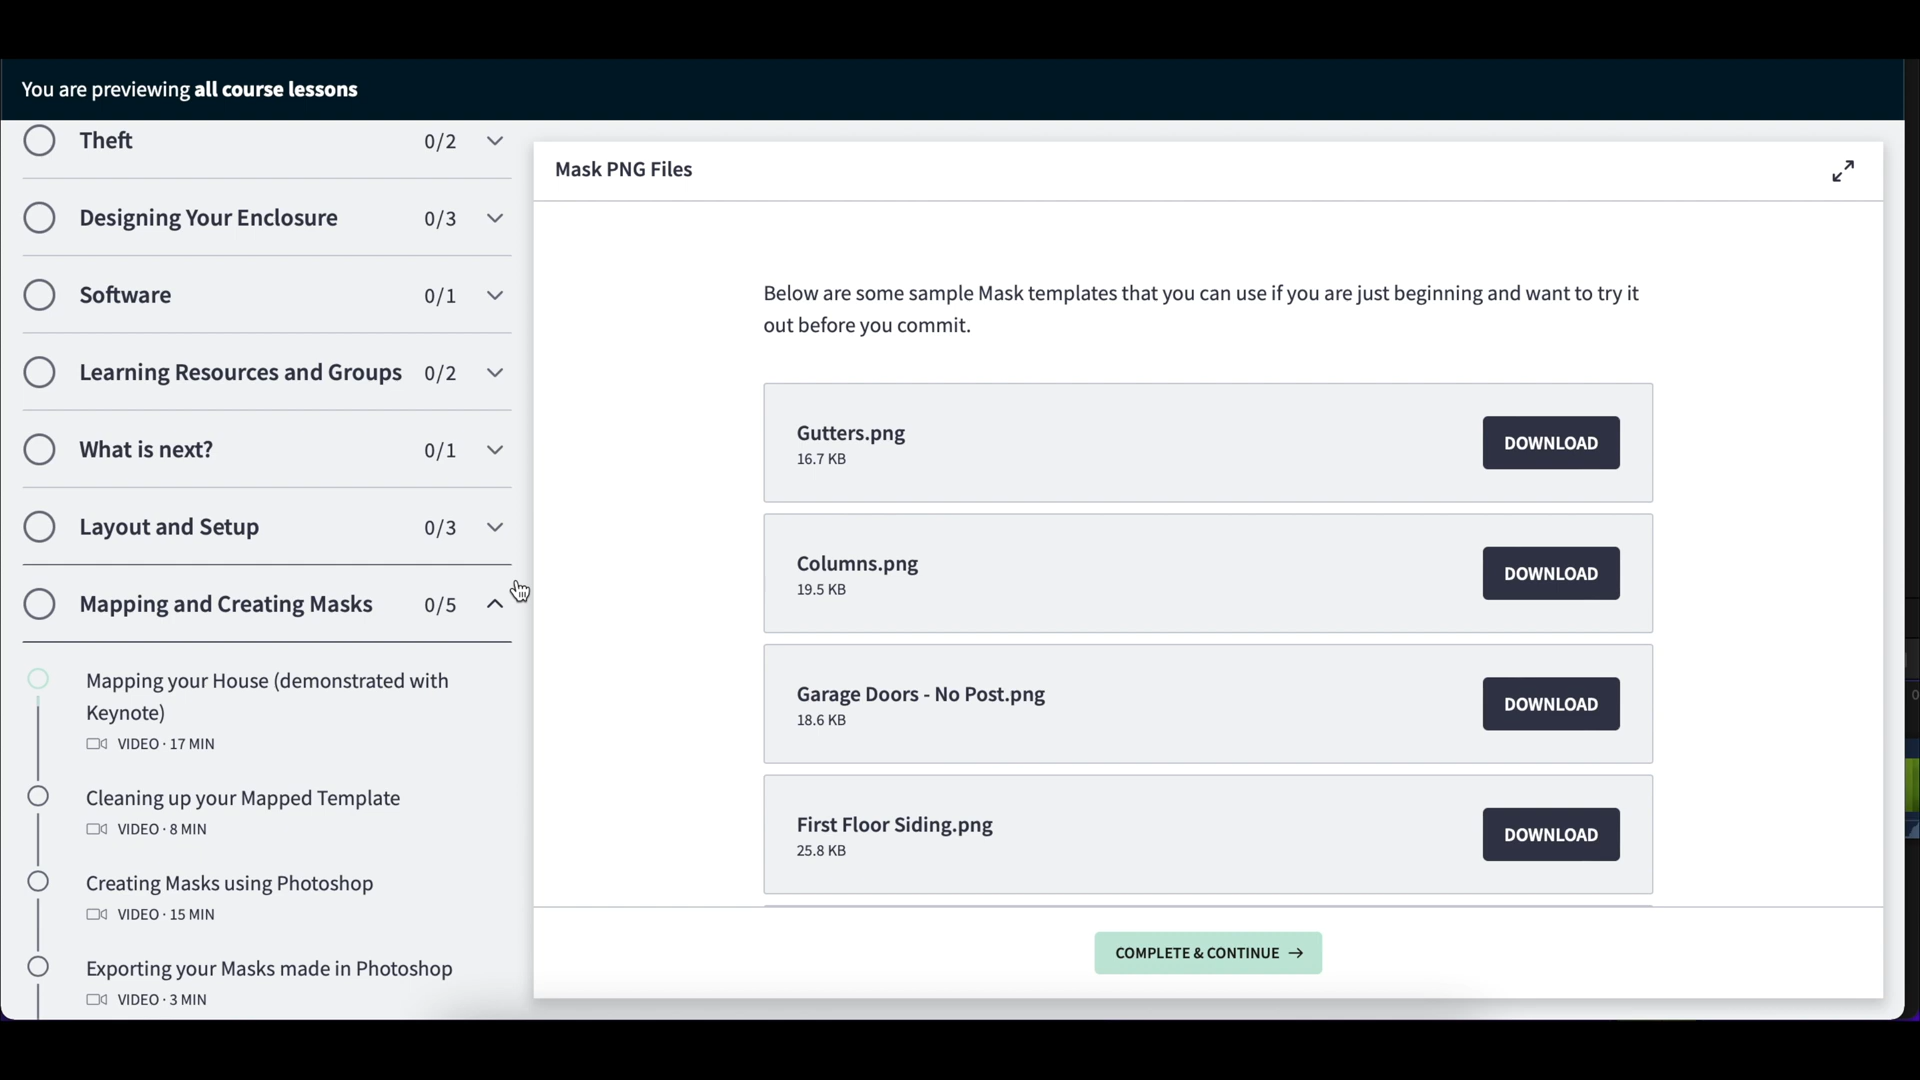 You are previewing all course lessons
Theft 0/2
Designing Your Enclosure 0/3
Software 0/1
Learning Resources and Groups 0/2
What is next? 0/1
Layout and Setup 0/3
Mapping and Creating Masks 0/5
Mapping your House (demonstrated with
Keynote)
VIDEO · 17 MIN
Cleaning up your Mapped Template
VIDEO · 8 MIN
Creating Masks using Photoshop
VIDEO · 15 MIN
Exporting your Masks made in Photoshop
VIDEO · 3 MIN
Mask PNG Files
Below are some sample Mask templates that you can use if you are just beginning and want to try it
out before you commit.
Gutters.png
16.7 KB
DOWNLOAD
Columns.png
19.5 KB
DOWNLOAD
Garage Doors - No Post.png
18.6 KB
DOWNLOAD
First Floor Siding.png
25.8 KB
DOWNLOAD
COMPLETE & CONTINUE →